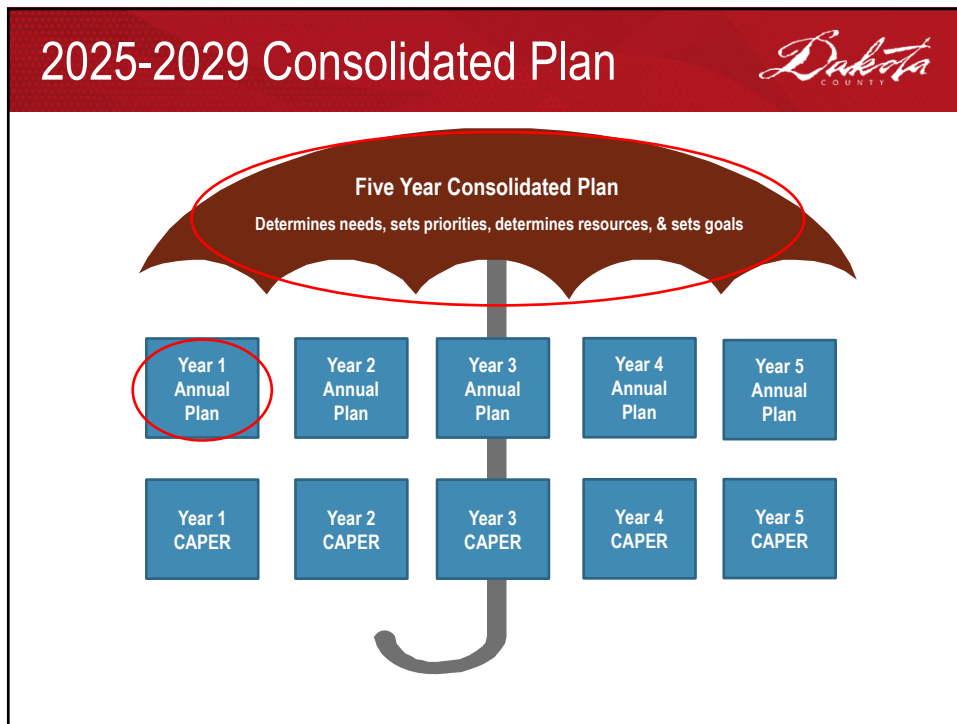 2025-2029 Consolidated Plan
Dakota
COUNTY
Five Year Consolidated Plan
Determines needs, sets priorities, determines resources, & sets goals
Year 1
Annual
Plan
Year 2
Annual
Plan
Year 3
Annual
Plan
Year 4
Annual
Plan
Year 5
Annual
Plan
Year 1
CAPER
Year 2
CAPER
Year 3
CAPER
Year 4
CAPER
Year 5
CAPER